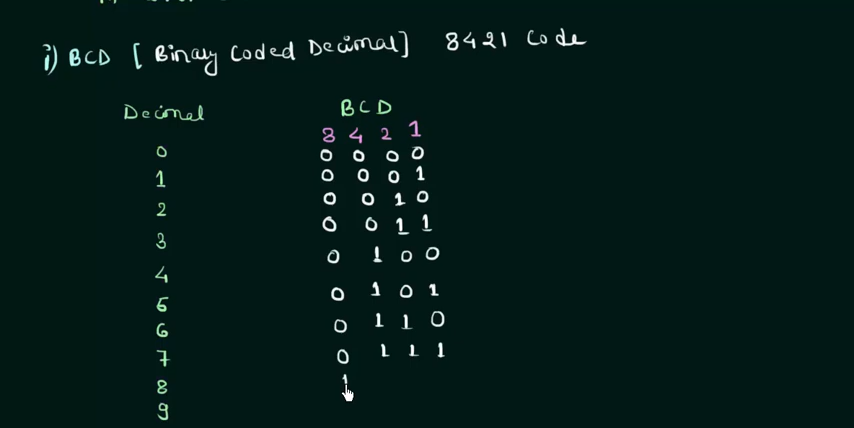 i) BCD [ Binary Coded Decimal] 8421 Code
Decimal BCD
8 4 2 1
0 0 0 0 0
1 0 0 0 1
2 0 0 1 0
3 0 0 1 1
4 0 1 0 0
5 0 1 0 1
6 0 1 1 0
7 0 1 1 1
8 1
9